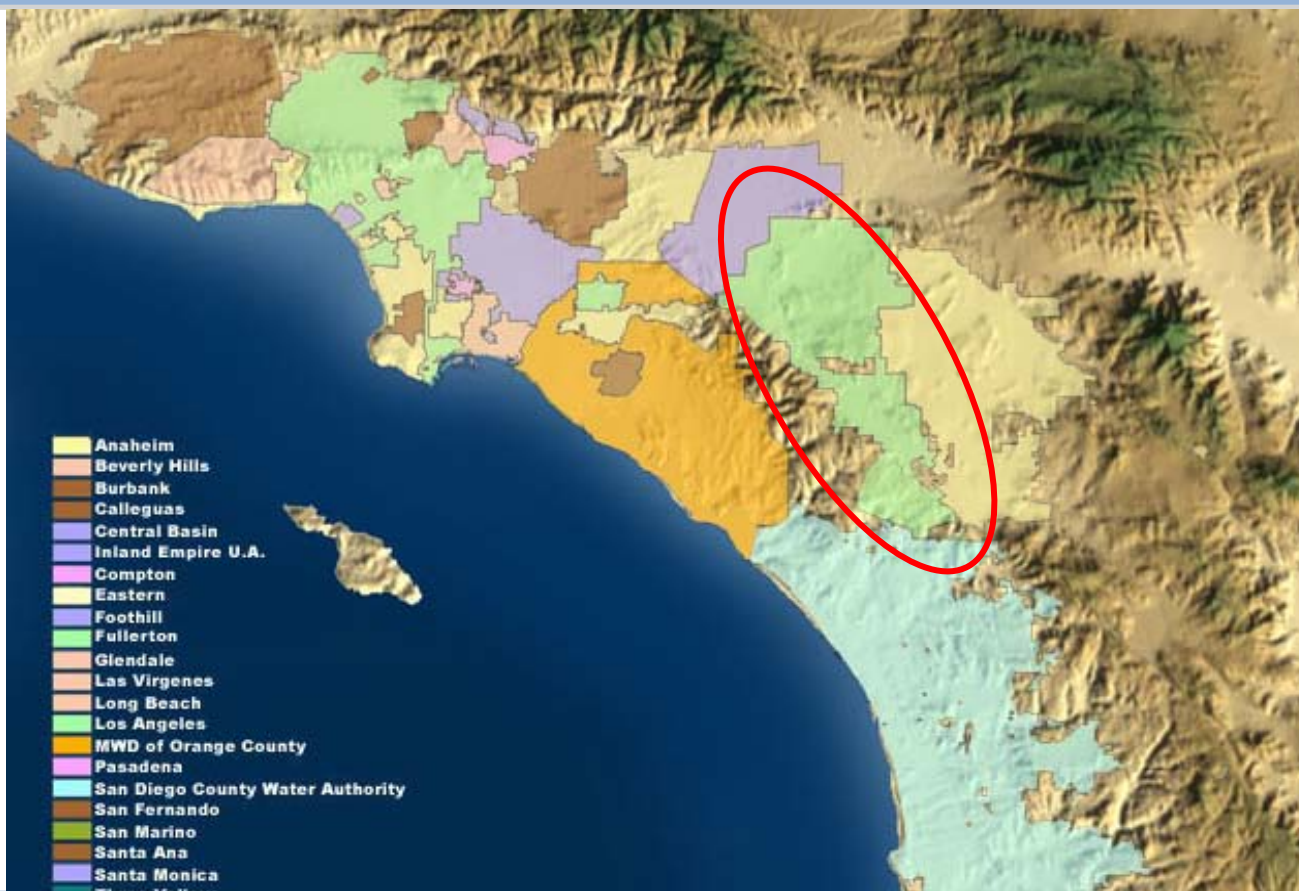 Anaheim
Beverly Hills
Burbank
Calleguas
Central Basin
Inland Empire U.A.
Compton
Eastern
Foothill
Fullerton
Glendale
Las Virgenes
Long Beach
Los Angeles
MWD of Orange County
Pasadena
San Diego County Water Authority
San Fernando
San Marino
Santa Ana
Santa Monica